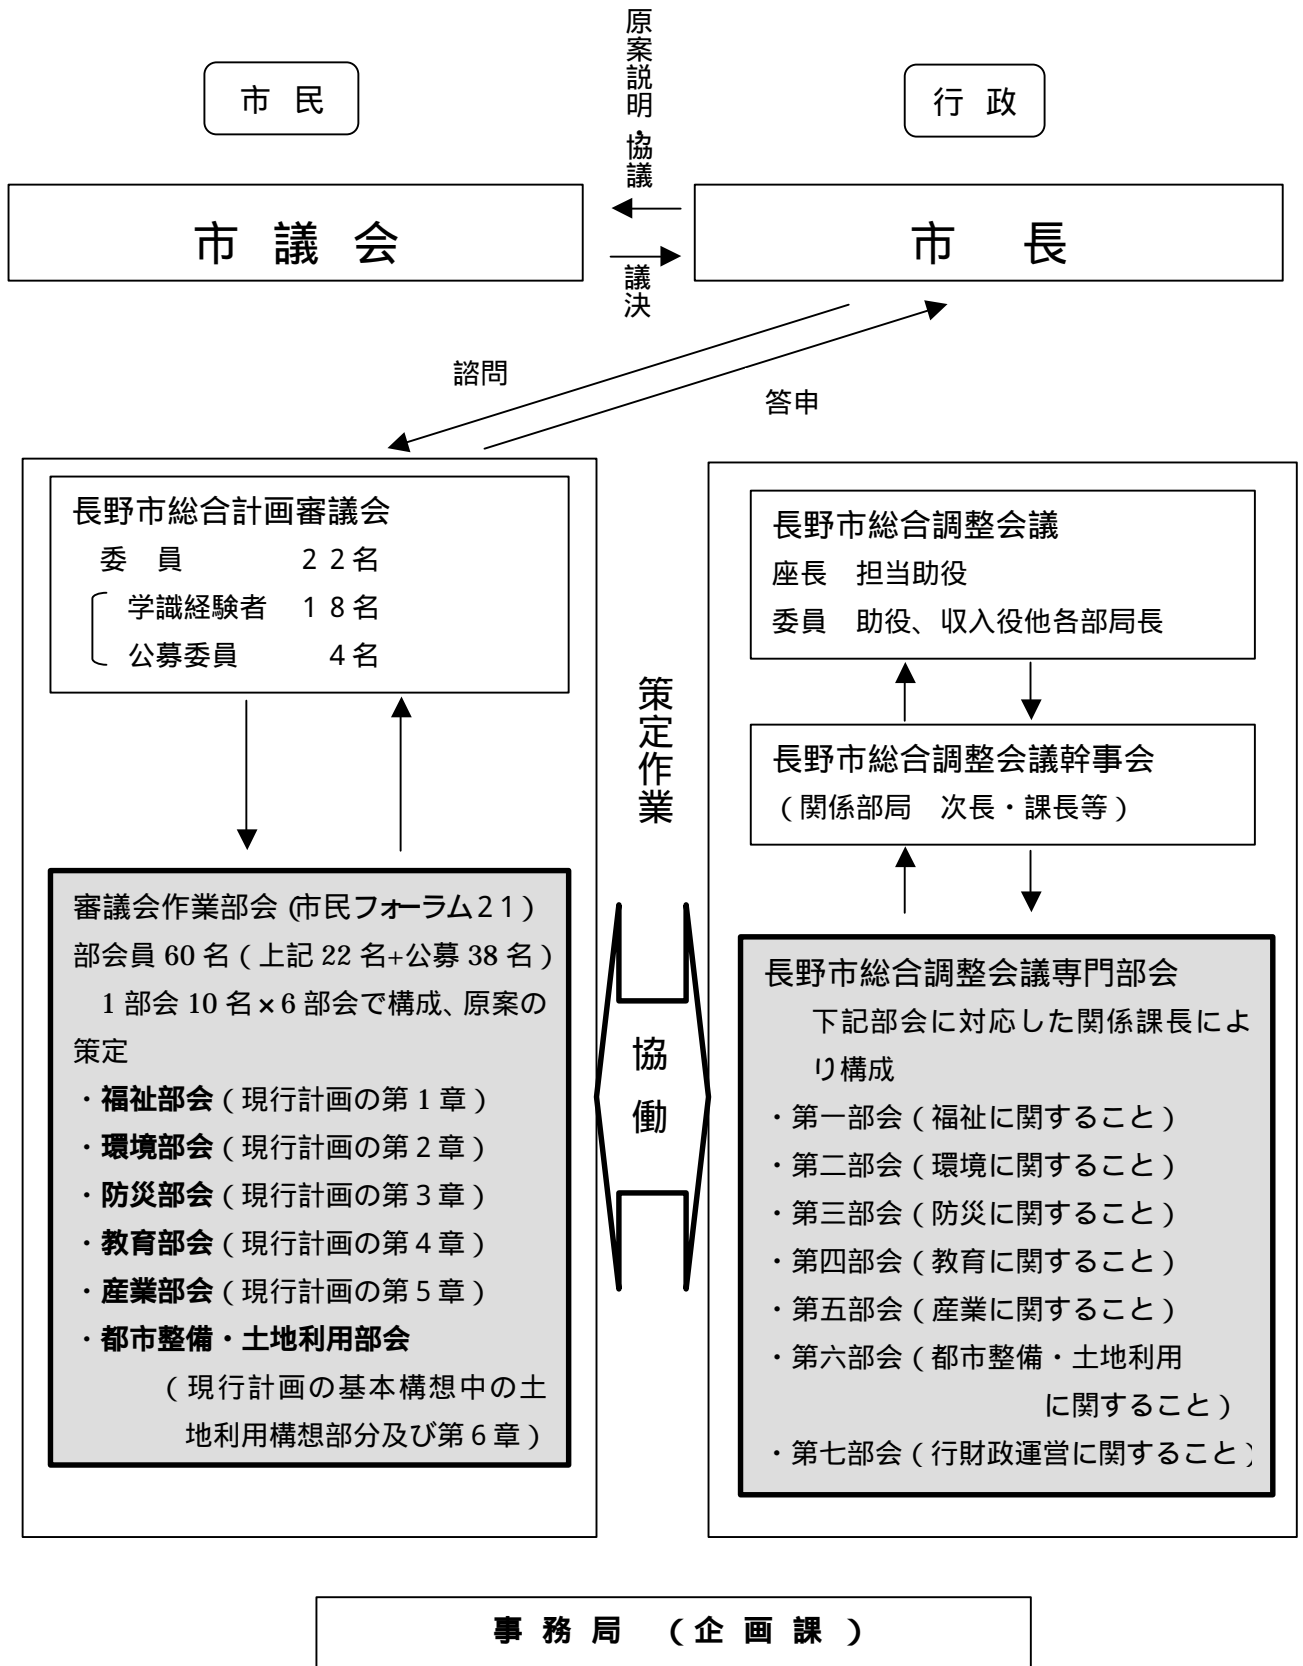 市 民
行 政
原案説明・協議
市 議 会
市 長
議決
諮問
答申
長野市総合計画審議会
委 員 22名
学識経験者 18名
公募委員 4名
長野市総合調整会議
座長 担当助役
委員 助役、収入役他各部局長
長野市総合調整会議幹事会
(関係部局 次長・課長等)
策定作業
協働
審議会作業部会(市民フォーラム21)
部会員60名(上記22名+公募38名)
1部会10名×6部会で構成、原案の
策定
・福祉部会(現行計画の第1章)
・環境部会(現行計画の第2章)
・防災部会(現行計画の第3章)
・教育部会(現行計画の第4章)
・産業部会(現行計画の第5章)
・都市整備・土地利用部会
(現行計画の基本構想中の土
地利用構想部分及び第6章)
長野市総合調整会議専門部会
下記部会に対応した関係課長によ
り構成
・第一部会(福祉に関すること)
・第二部会(環境に関すること)
・第三部会(防災に関すること)
・第四部会(教育に関すること)
・第五部会(産業に関すること)
・第六部会(都市整備・土地利用
に関すること)
・第七部会(行財政運営に関すること)
事 務 局 (企 画 課)